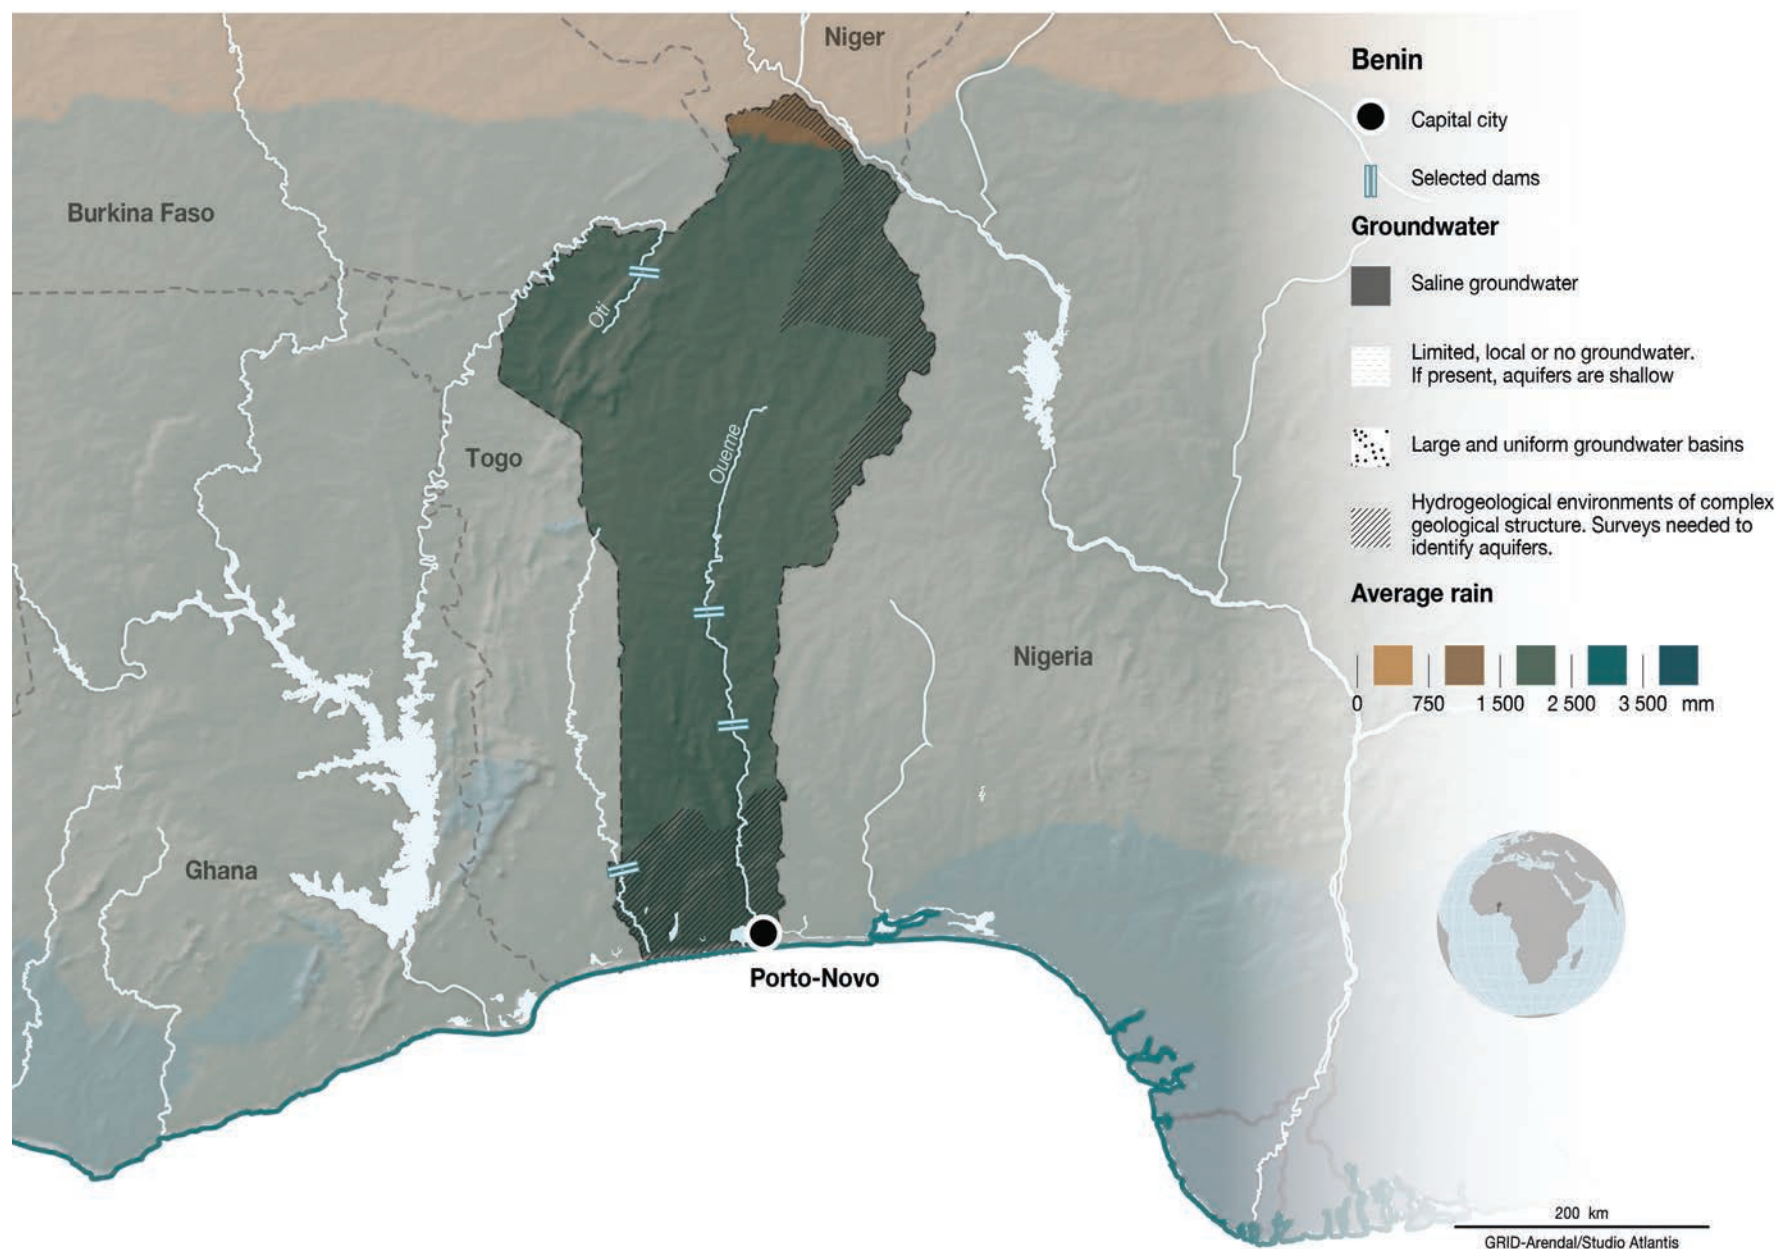 Niger
Burkina Faso
Oti
Oueme
Togo
Nigeria
Ghana
Porto-Novo
Benin
Capital city
Selected dams
Groundwater
Saline groundwater
Limited, local or no groundwater.
If present, aquifers are shallow
Large and uniform groundwater basins
Hydrogeological environments of complex
geological structure. Surveys needed to
identify aquifers.
Average rain
0 750 1 500 2 500 3 500 mm
200 km
GRID-Arendal/Studio Atlantis